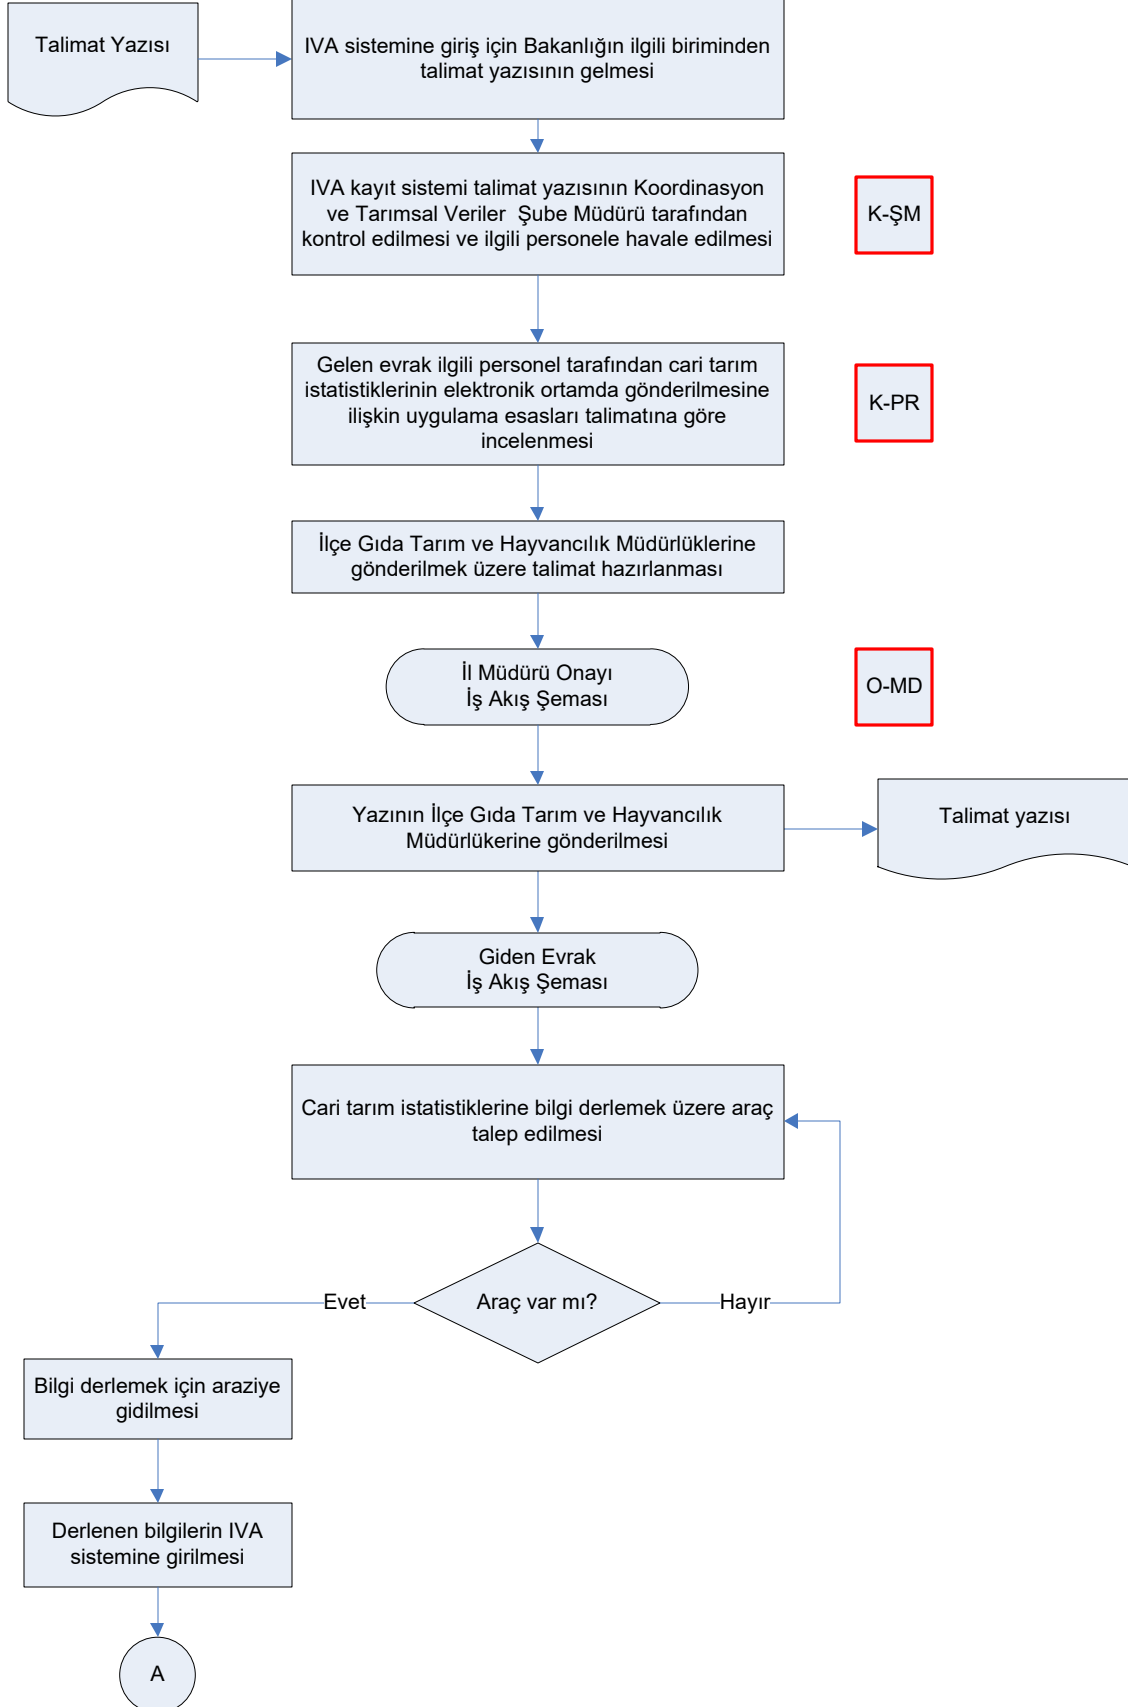 Talimat Yazısı
IVA sistemine giriş için Bakanlığın ilgili biriminden
talimat yazısının gelmesi
IVA kayıt sistemi talimat yazısının Koordinasyon
ve Tarımsal Veriler  Şube Müdürü tarafından
kontrol edilmesi ve ilgili personele havale edilmesi
K-ŞM
Gelen evrak ilgili personel tarafından cari tarım
istatistiklerinin elektronik ortamda gönderilmesine
ilişkin uygulama esasları talimatına göre
incelenmesi
K-PR
İlçe Gıda Tarım ve Hayvancılık Müdürlüklerine
gönderilmek üzere talimat hazırlanması
İl Müdürü Onayı
İş Akış Şeması
O-MD
Yazının İlçe Gıda Tarım ve Hayvancılık
Müdürlükerine gönderilmesi
Talimat yazısı
Giden Evrak
İş Akış Şeması
Cari tarım istatistiklerine bilgi derlemek üzere araç
talep edilmesi
Evet
Araç var mı?
Hayır
Bilgi derlemek için araziye
gidilmesi
Derlenen bilgilerin IVA
sistemine girilmesi
A